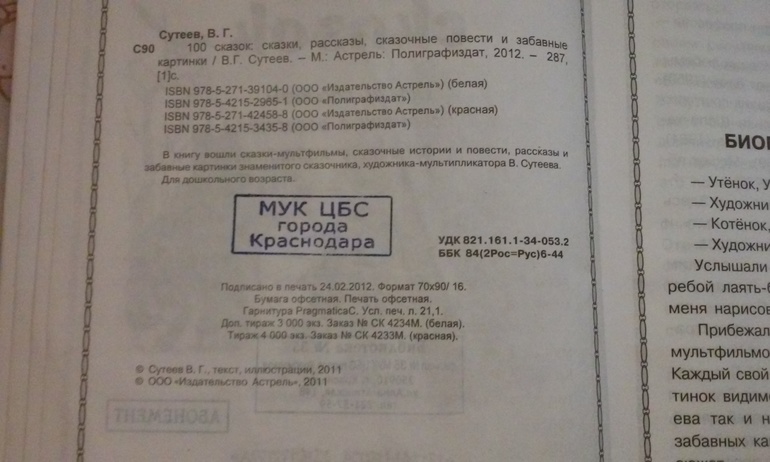 Сутеев, В. Г.
С90 100 сказок: сказки, рассказы, сказочные повести и забавные
картинки / В.Г. Сутеев. – М.: Астрель: Полиграфиздат, 2012. – 287,
[1]с.
ISBN 978-5-271-39104-0 (ООО «Издательство Астрель») (белая)
ISBN 978-5-4215-2965-1 (ООО «Полиграфиздат»)
ISBN 978-5-271-42458-8 (ООО «Издательство Астрель») (красная)
ISBN 978-5-4215-3435-8 (ООО «Полиграфиздат»)
В книгу вошли сказки-мультфильмы, сказочные истории и повести, рассказы и
забавные картинки знаменитого сказочника, художника-мультипликатора В. Сутеева.
Для дошкольного возраста.
МУК ЦБС
города
Краснодара
УДК 821.161.1-34-053.2
ББК 84(2Рос=Рус)6-44
Подписано в печать 24.02.2012. Формат 70х90/ 16.
Бумага офсетная. Печать офсетная.
Гарнитура PragmaticaC. Усл. печ. л. 21,1.
Доп. тираж 3 000 экз. Заказ № СК 4234М. (белая).
Тираж 4 000 экз. Заказ № СК 4233М. (красная).
© Сутеев В. Г., текст, иллюстрации, 2011
© ООО «Издательство Астрель», 2011
АБОНЕМЕНТ
БИО
— Утёнок, У
— Художни
— Котёнок,
— Художни
Услышали
ребой лаять-
меня нарисов
Прибежал
мультфильмо
Каждый свой
тинок видим
ева так и н
забавных ка